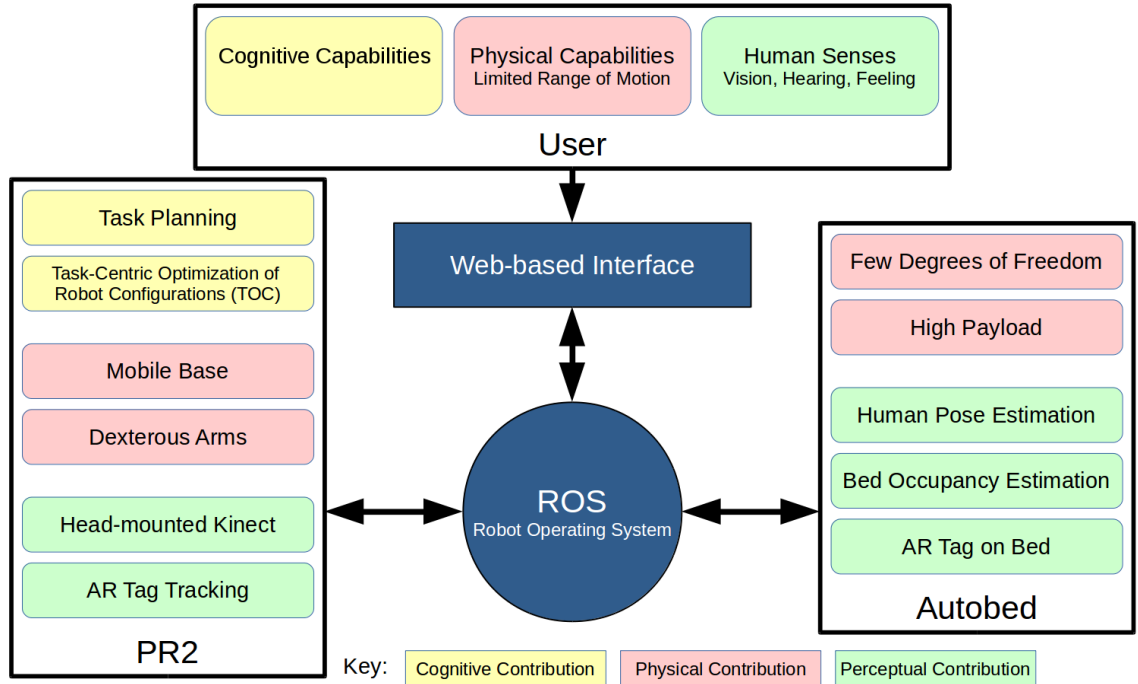 Cognitive Capabilities
Physical Capabilities
Limited Range of Motion
Human Senses
Vision, Hearing, Feeling
User
Task Planning
Task-Centric Optimization of
Robot Configurations (TOC)
Mobile Base
Dexterous Arms
Head-mounted Kinect
AR Tag Tracking
PR2
Web-based Interface
ROS
Robot Operating System
Few Degrees of Freedom
High Payload
Human Pose Estimation
Bed Occupancy Estimation
AR Tag on Bed
Autobed
Key:
Cognitive Contribution
Physical Contribution
Perceptual Contribution